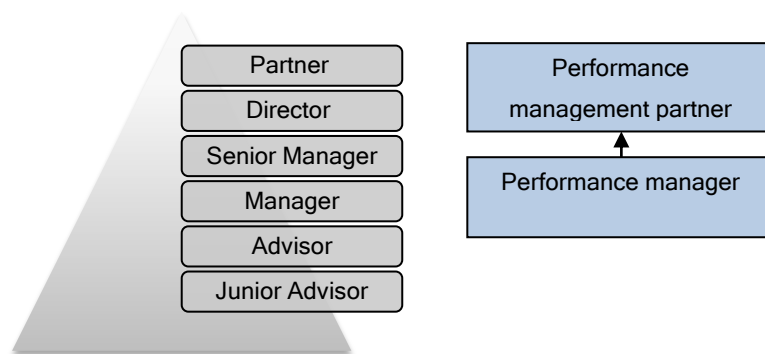 Partner
Director
Senior Manager
Manager
Advisor
Junior Advisor
Performance
management partner
Performance manager